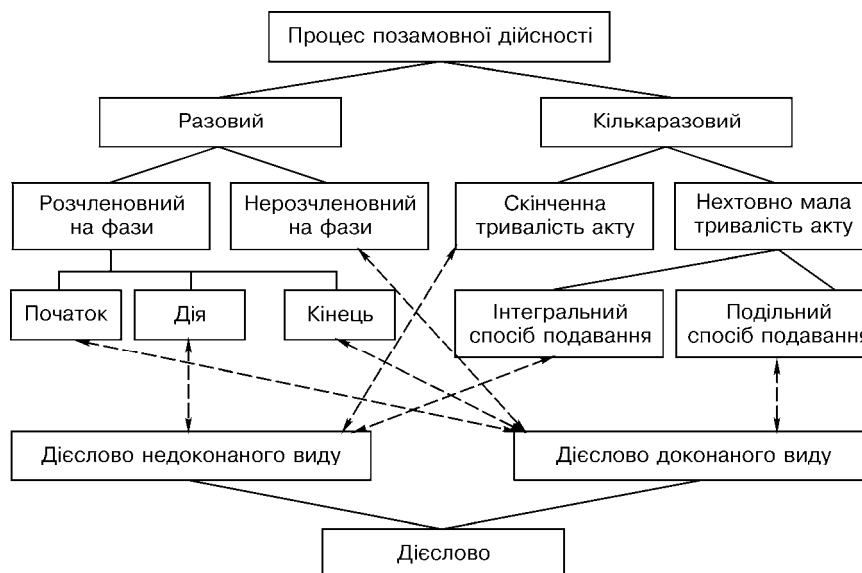 Процес позамовної дійсності
Разовий
Кількаразовий
Розчленовний
на фази
Нерозчленовний
на фази
Скінченна
тривалість акту
Нехтовно мала
тривалість акту
Початок
Дія
Кінець
Інтегральний
спосіб подавання
Подільний
спосіб подавання
Дієслово недоконаного виду
Дієслово доконаного виду
Дієслово